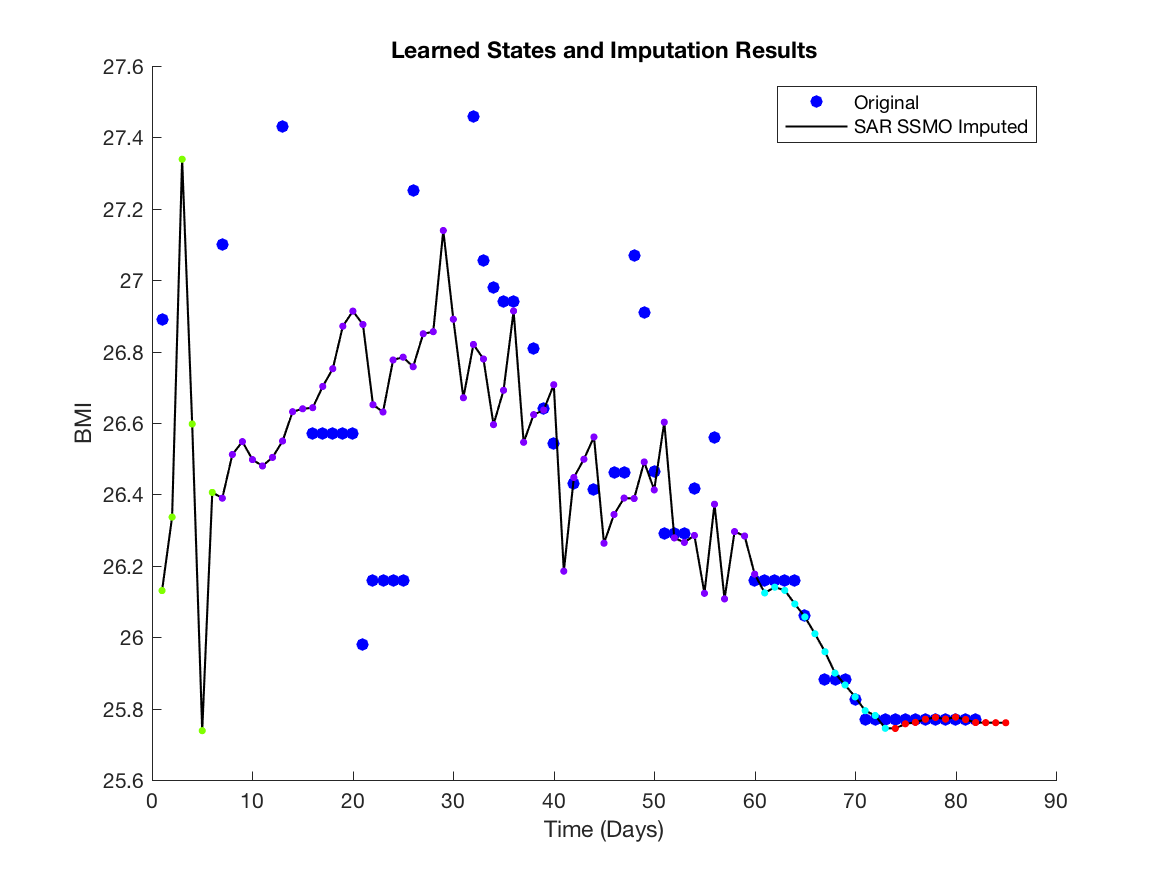 Learned States and Imputation Results
27.6
27.4
27.2
27
26.8
26.6
26.4
26.2
26
25.8
25.6
BMI
Original
SAR SSMO Imputed
0 10 20 30 40 50 60 70 80 90
Time (Days)